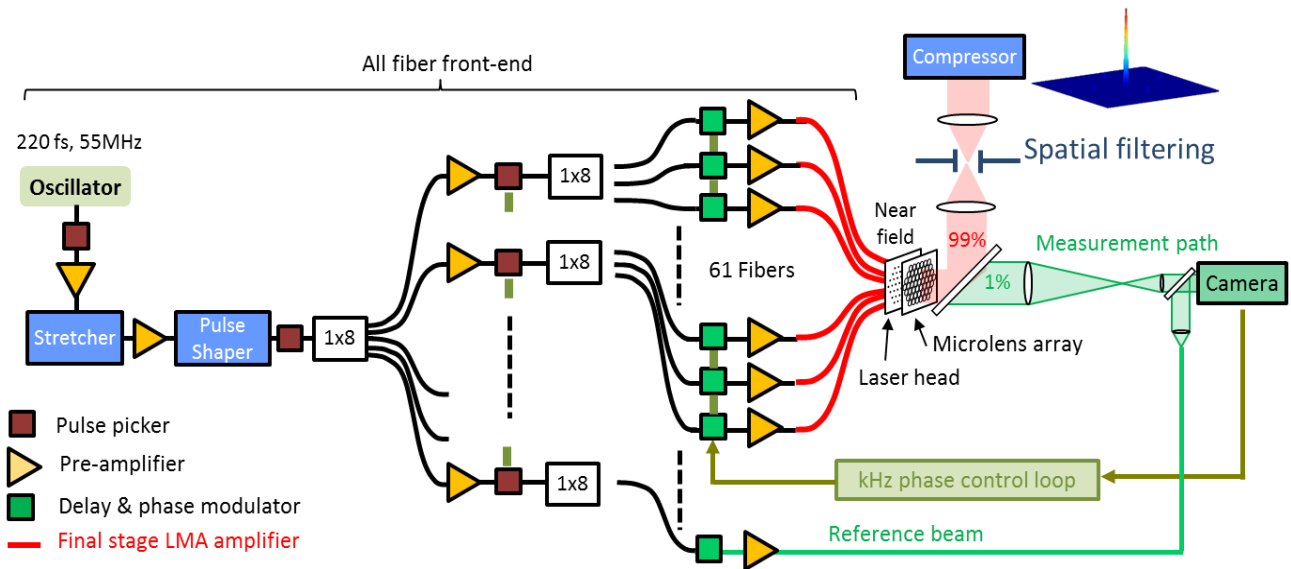 All fiber front-end
220 fs, 55MHz
Oscillator
Stretcher
Pulse
Shaper
1x8
1x8
1x8
1x8
61 Fibers
Near
field
Laser head
Microlens array
99%
1%
Compressor
Spatial filtering
Measurement path
Camera
kHz phase control loop
Reference beam
Pulse picker
Pre-amplifier
Delay & phase modulator
Final stage LMA amplifier